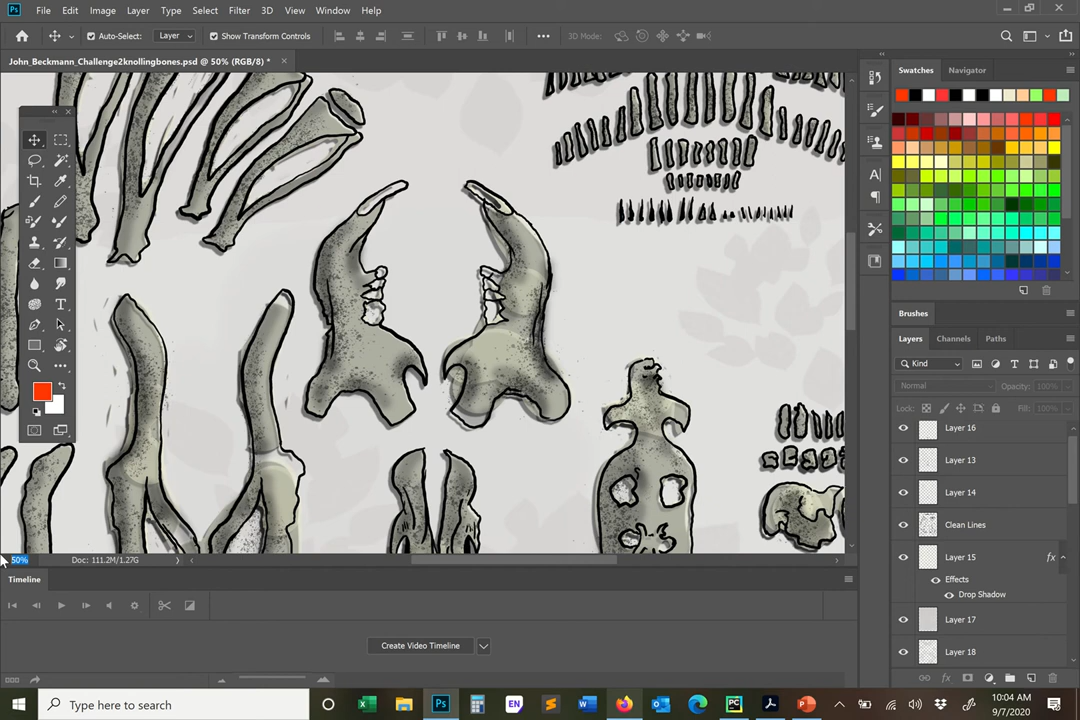 Ps File Edit Image Layer Type Select Filter 3D View Window Help
Auto-Select: Layer Show Transform Controls 3D Mode:
John_Beckmann_Challenge2knollingbones.psd @ 50% (RGB/8) * ×
Swatches Navigator
Brushes
Layers Channels Paths
Kind
Normal Opacity: 100%
Lock: Fill: 100%
Layer 16
Layer 13
Layer 14
Clean Lines
Layer 15 fx
Effects
Drop Shadow
Layer 17
Layer 18
50% Doc: 111.2M/1.27G
Timeline
Create Video Timeline
Type here to search
10:04 AM
9/7/2020